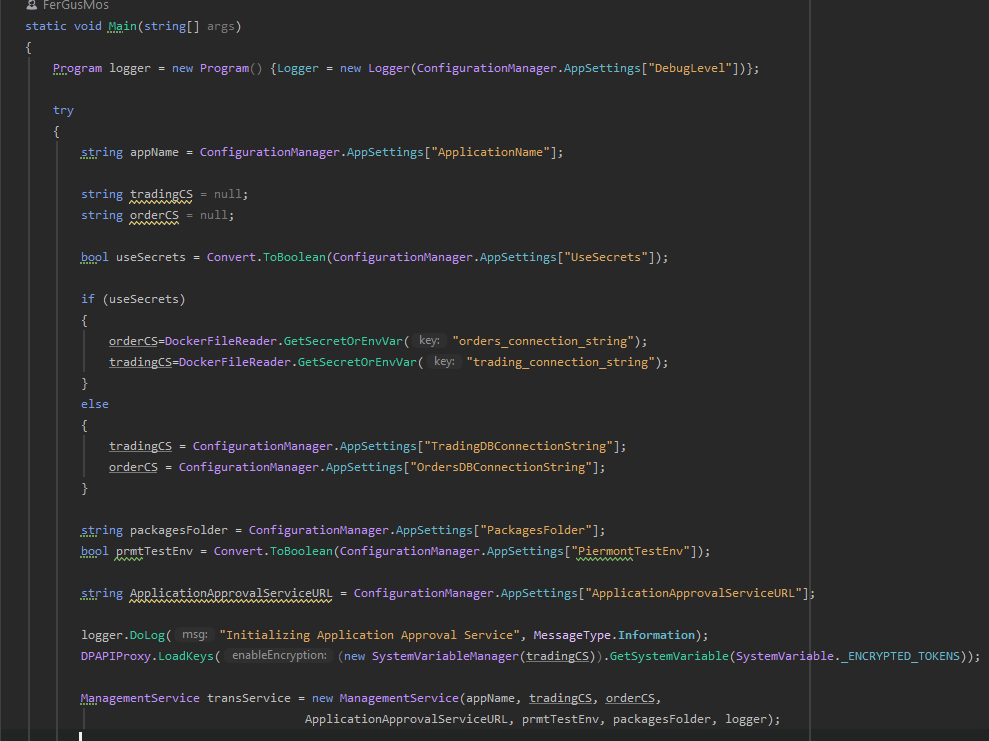 FerGusMos
static void Main(string[] args)
{
Program logger = new Program() {Logger = new Logger(ConfigurationManager.AppSettings["DebugLevel"])};
try
{
string appName = ConfigurationManager.AppSettings["ApplicationName"];
string tradingCS = null;
string orderCS = null;
bool useSecrets = Convert.ToBoolean(ConfigurationManager.AppSettings["UseSecrets"]);
if (useSecrets)
{
orderCS=DockerFileReader.GetSecretOrEnvVar( key: "orders_connection_string");
tradingCS=DockerFileReader.GetSecretOrEnvVar( key: "trading_connection_string");
}
else
{
tradingCS = ConfigurationManager.AppSettings["TradingDBConnectionString"];
orderCS = ConfigurationManager.AppSettings["OrdersDBConnectionString"];
}
string packagesFolder = ConfigurationManager.AppSettings["PackagesFolder"];
bool prmtTestEnv = Convert.ToBoolean(ConfigurationManager.AppSettings["PiermontTestEnv"]);
string ApplicationApprovalServiceURL = ConfigurationManager.AppSettings["ApplicationApprovalServiceURL"];
logger.DoLog( msg: "Initializing Application Approval Service", MessageType.Information);
DPAPIProxy.LoadKeys( enableEncryption: (new SystemVariableManager(tradingCS)).GetSystemVariable(SystemVariable._ENCRYPTED_TOKENS));
ManagementService transService = new ManagementService(appName, tradingCS, orderCS,
ApplicationApprovalServiceURL, prmtTestEnv, packagesFolder, logger);